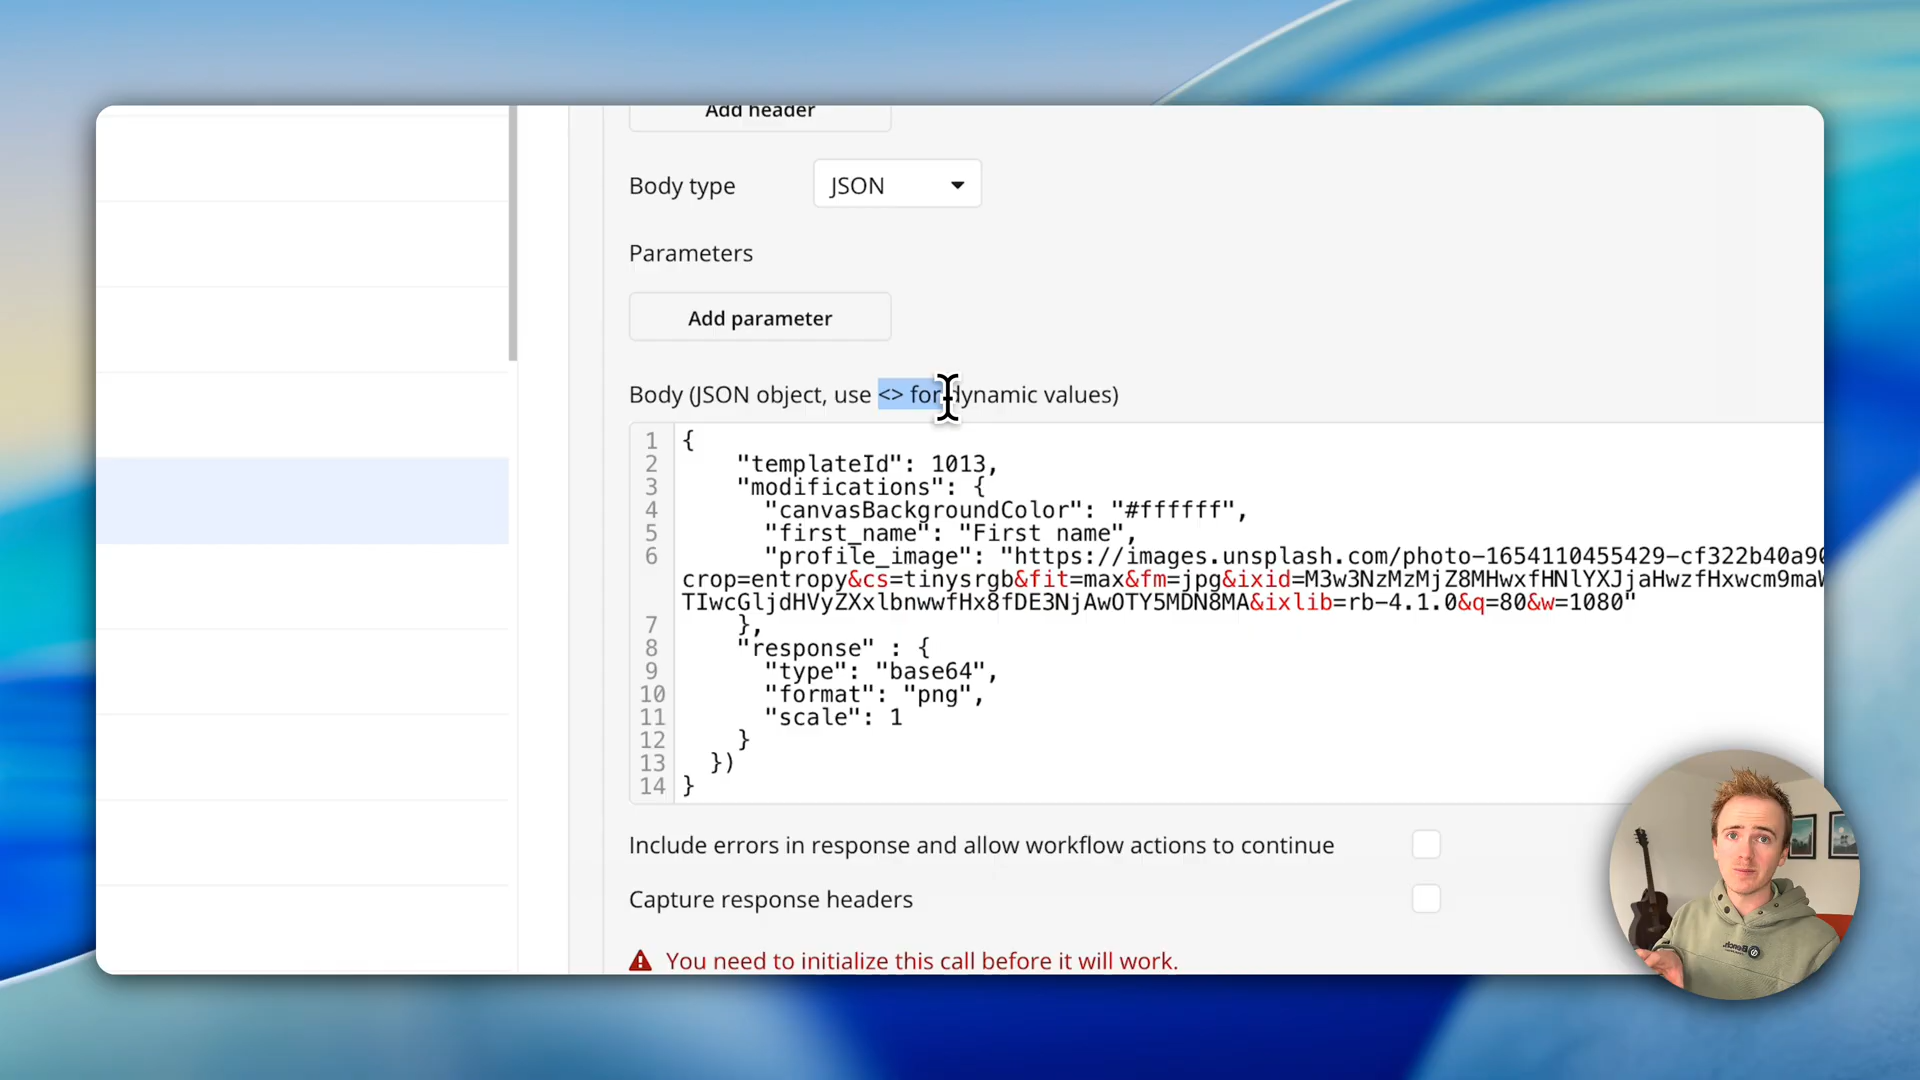 Add header
Body type
JSON
Parameters
Add parameter
Body (JSON object, use <> for dynamic values)
1 {
2 "templateId": 1013,
3 "modifications": {
4 "canvasBackgroundColor": "#ffffff",
5 "first_name": "First name",
6 "profile_image": "https://images.unsplash.com/photo-1654110455429-cf322b40a90
crop=entropy&cs=tinysrgb&fit=max&fm=jpg&ixid=M3w3NzMzMjZ8MHwxfHNlYXJjaHwzfHxwcm9maW
TIwcGljdHVyZXxlbnwwfHx8fDE3NjAwOTY5MDN8MA&ixlib=rb-4.1.0&q=80&w=1080"
7 },
8 "response" : {
9 "type": "base64",
10 "format": "png",
11 "scale": 1
12 }
13 })
14 }
Include errors in response and allow workflow actions to continue
Capture response headers
You need to initialize this call before it will work.